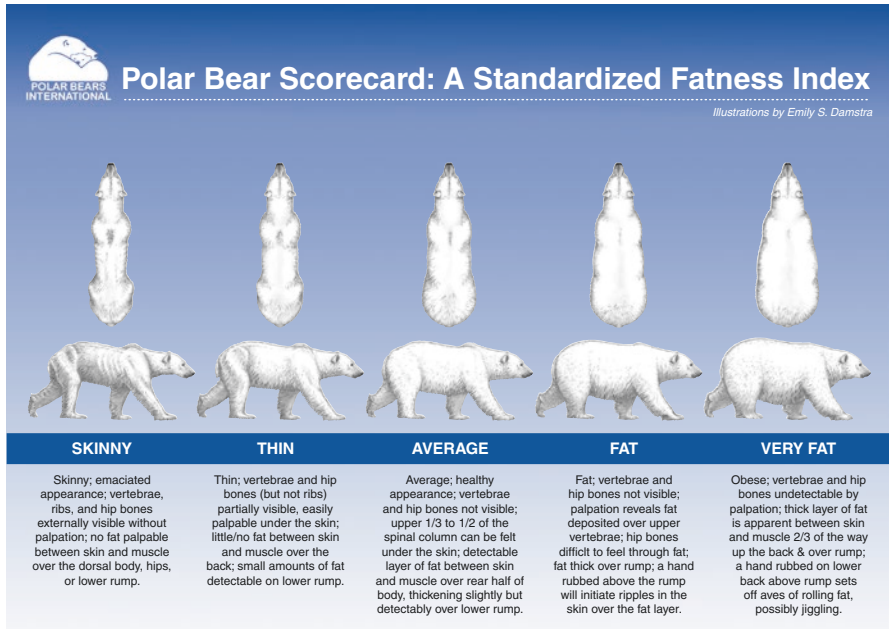 POLAR BEARS
INTERNATIONAL
Polar Bear Scorecard: A Standardized Fatness Index
Illustrations by Emily S. Damstra
SKINNY
Skinny; emaciated
appearance; vertebrae,
ribs, and hip bones
externally visible without
palpation; no fat palpable
between skin and muscle
over the dorsal body, hips,
or lower rump.
THIN
Thin; vertebrae and hip
bones (but not ribs)
partially visible, easily
palpable under the skin;
little/no fat between skin
and muscle over the
back; small amounts of fat
detectable on lower rump.
AVERAGE
Average; healthy
appearance; vertebrae
and hip bones not visible;
upper 1/3 to 1/2 of the
spinal column can be felt
under the skin; detectable
layer of fat between skin
and muscle over rear half of
body, thickening slightly but
detectably over lower rump.
FAT
Fat; vertebrae and
hip bones not visible;
palpation reveals fat
deposited over upper
vertebrae; hip bones
difficlt to feel through fat;
fat thick over rump; a hand
rubbed above the rump
will initiate ripples in the
skin over the fat layer.
VERY FAT
Obese; vertebrae and hip
bones undetectable by
palpation; thick layer of fat
is apparent between skin
and muscle 2/3 of the way
up the back & over rump;
a hand rubbed on lower
back above rump sets
off aves of rolling fat,
possibly jiggling.